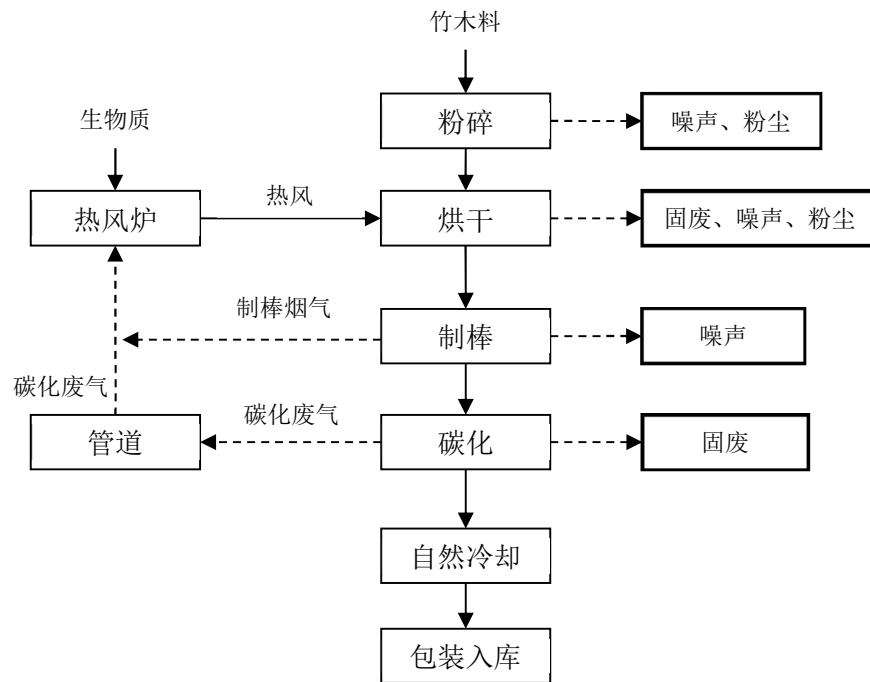 竹木料
粉碎
噪声、粉尘
生物质
热风炉
热风
烘干
固废、噪声、粉尘
制棒烟气
制棒
噪声
碳化废气
碳化废气
管道
碳化
固废
自然冷却
包装入库